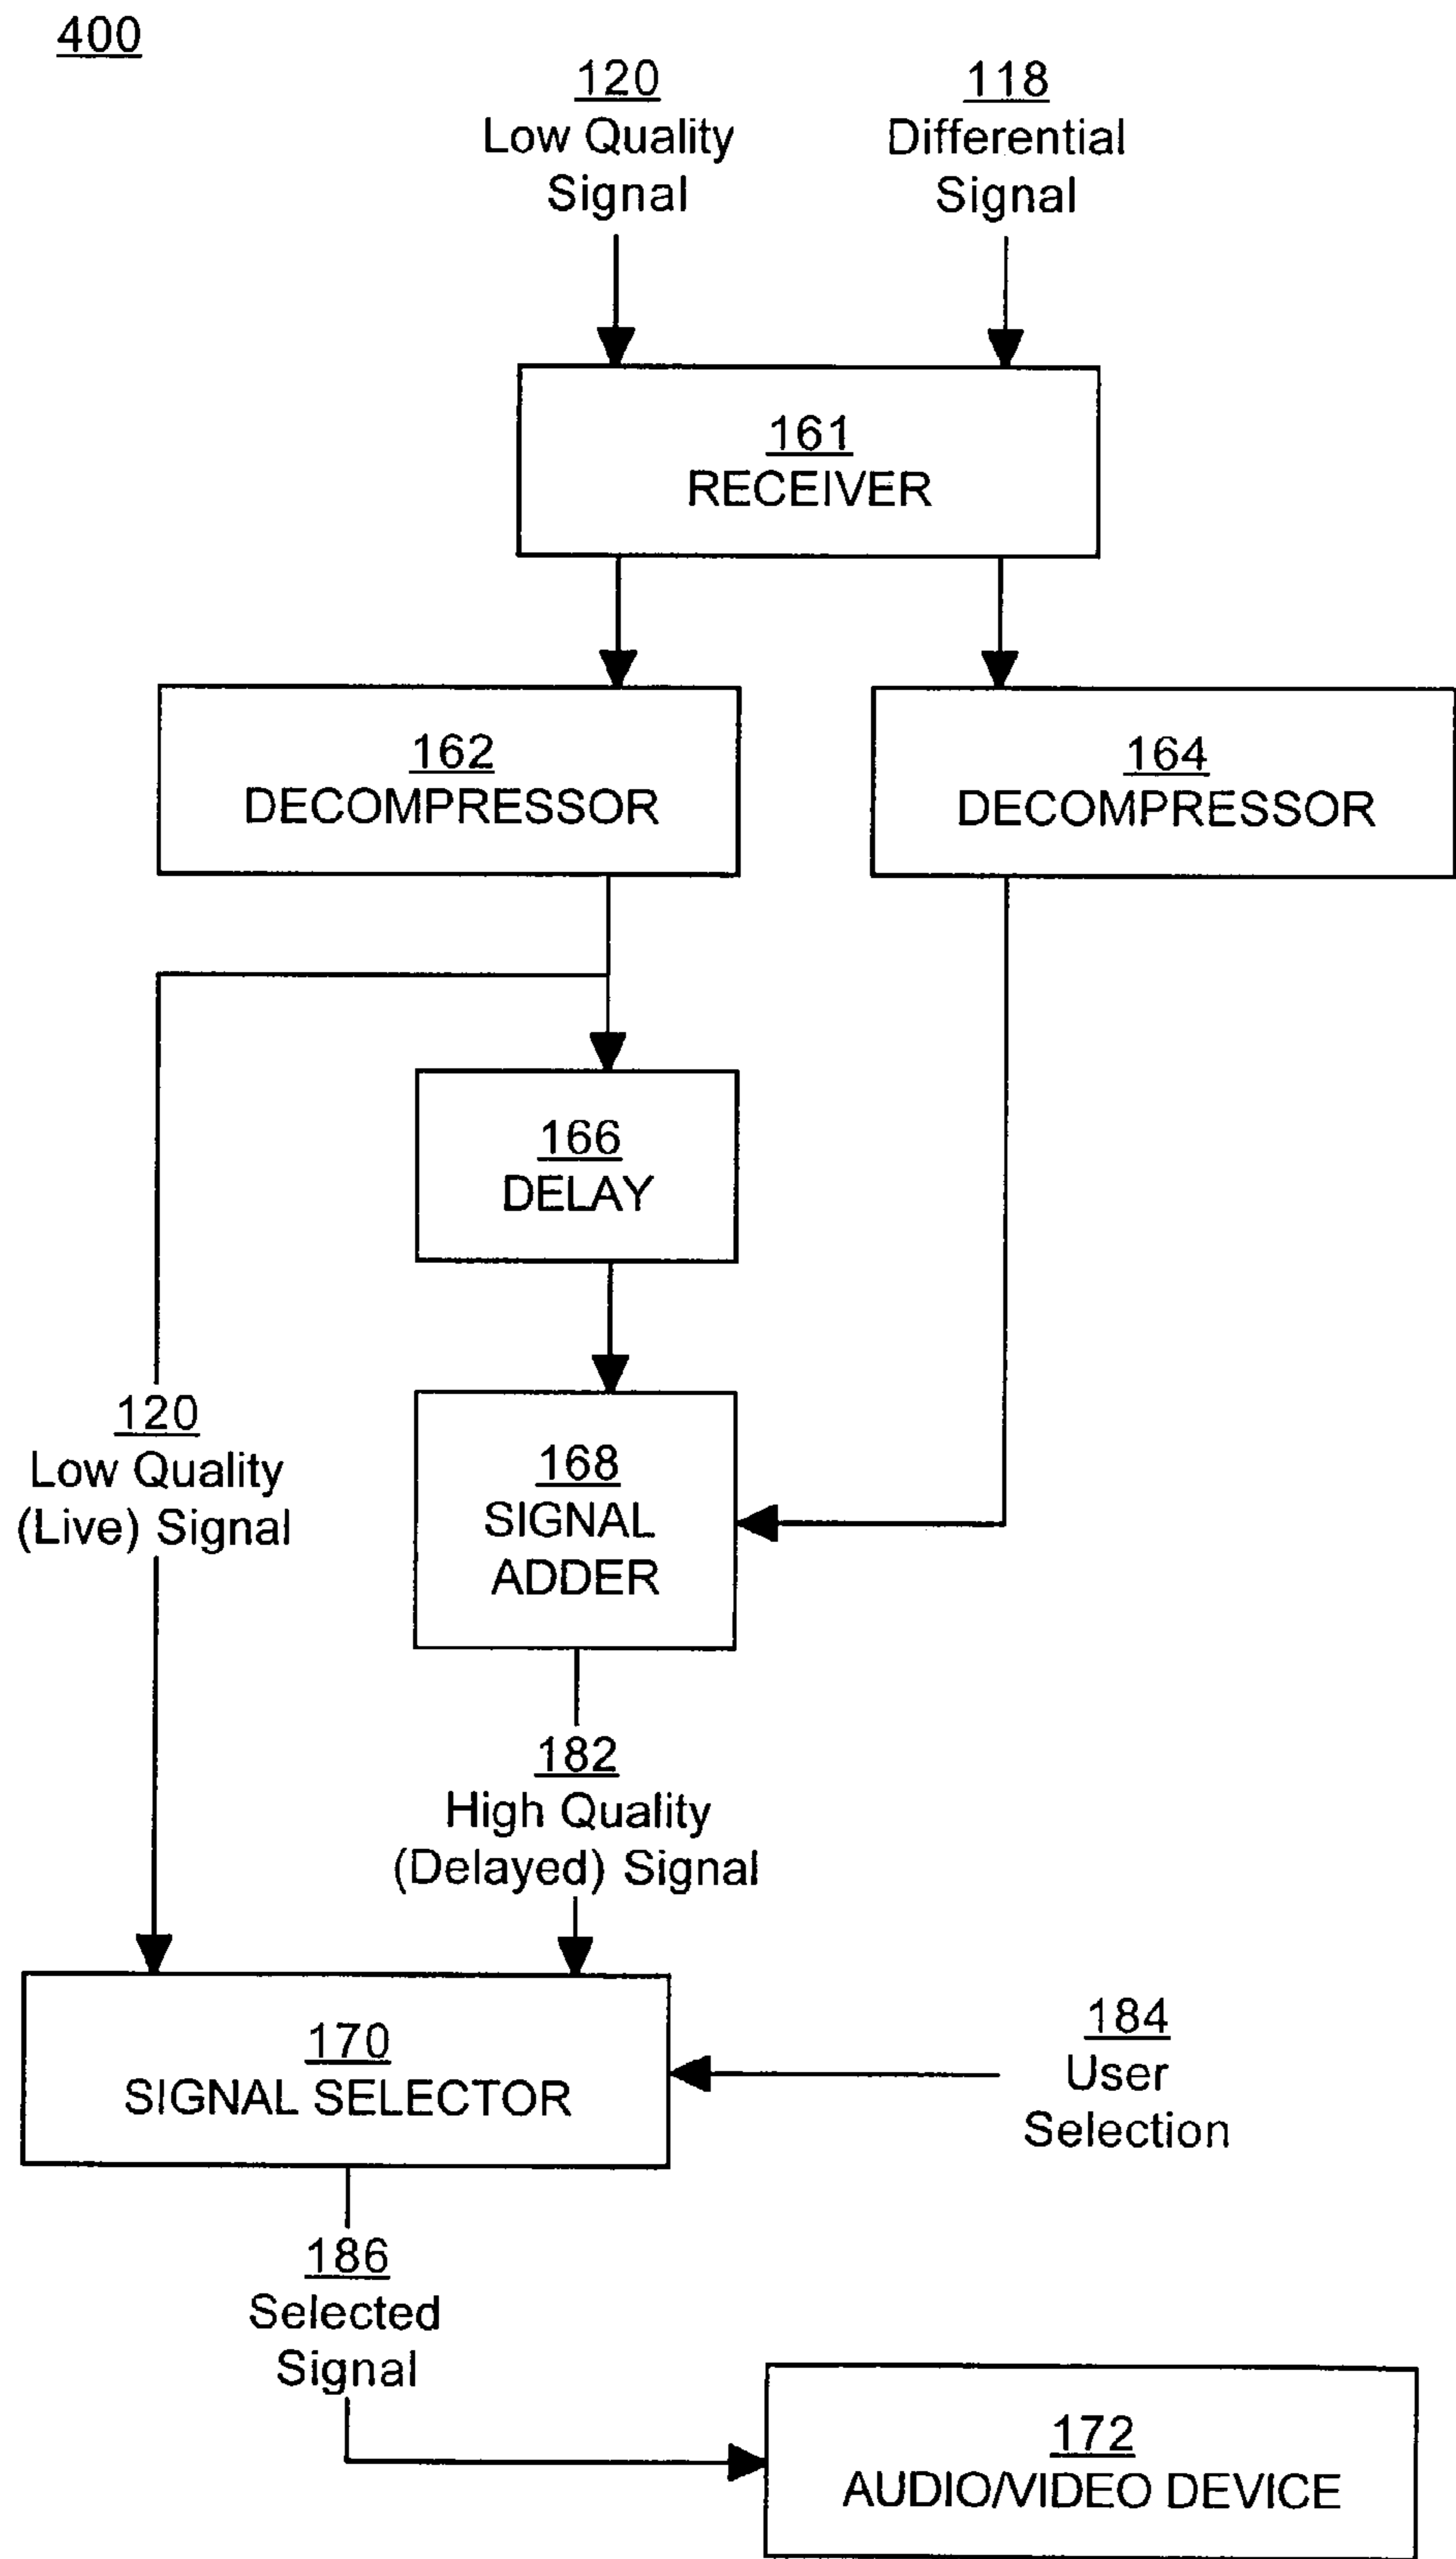 400
120
Low Quality
Signal
118
Differential
Signal
161
RECEIVER
162
DECOMPRESSOR
164
DECOMPRESSOR
166
DELAY
120
Low Quality
(Live) Signal
168
SIGNAL
ADDER
182
High Quality
(Delayed) Signal
170
SIGNAL SELECTOR
184
User
Selection
186
Selected
Signal
172
AUDIO/VIDEO DEVICE